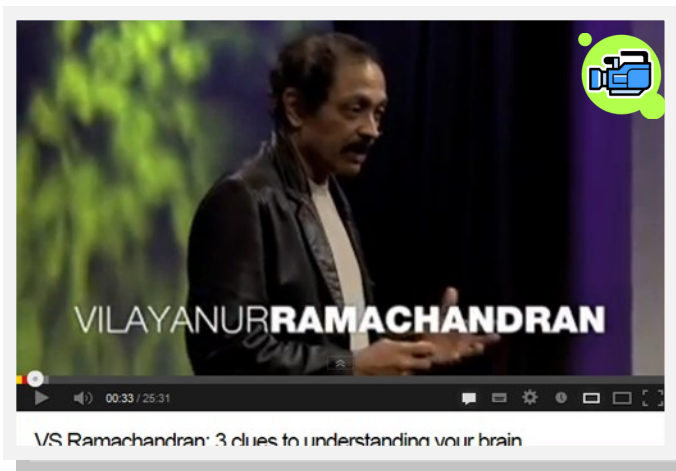 VILAYANURRAMACHANDRAN
00:33 / 25:31
VS Ramachandran: 3 clues to understanding your brain